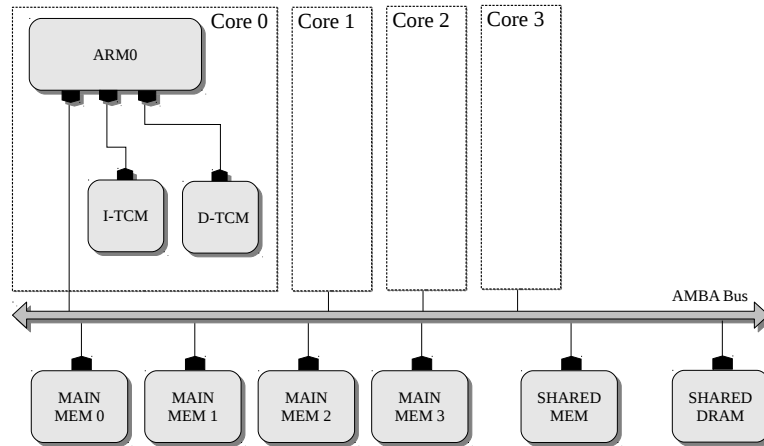 Core 0
Core 1
Core 2
Core 3
ARM0
I-TCM
D-TCM
AMBA Bus
MAIN
MEM 0
MAIN
MEM 1
MAIN
MEM 2
MAIN
MEM 3
SHARED
MEM
SHARED
DRAM